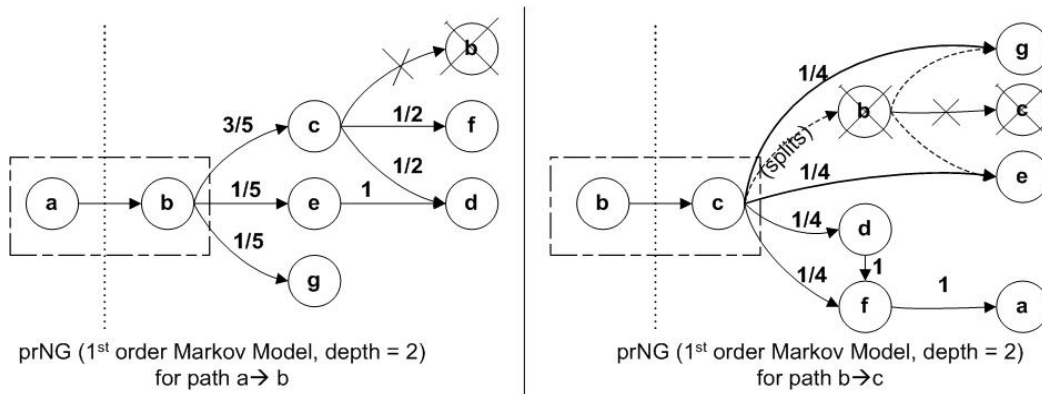 b
3/5
c
1/2
f
1/2
a
b
1/5
e
1
d
1/5
g
prNG (1st order Markov Model, depth = 2)
for path a→ b
g
1/4
b
c
(splits)
1/4
e
b
c
1/4
d
1/4
1
f
1
a
prNG (1st order Markov Model, depth = 2)
for path b→c